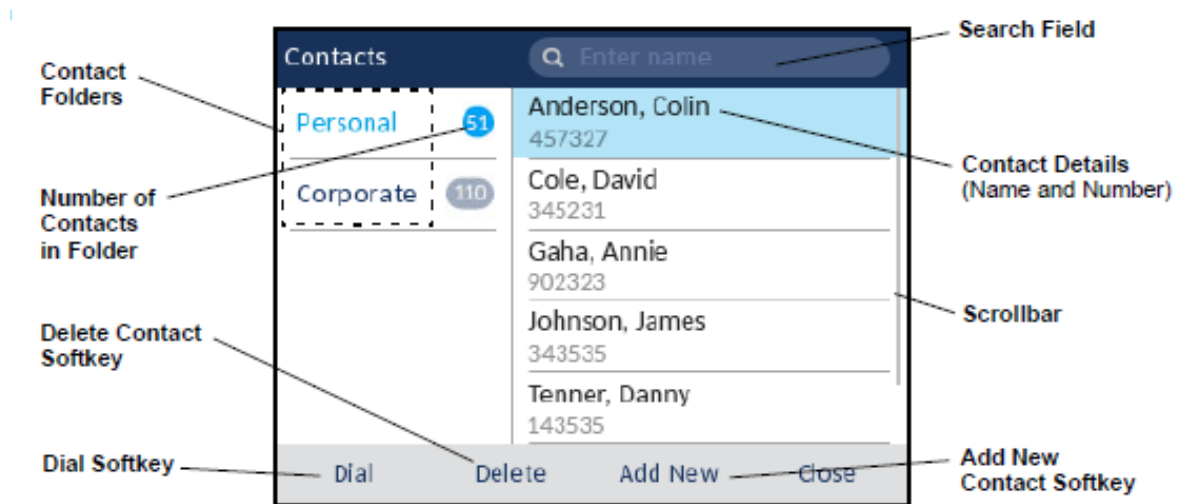 Search Field
Contacts
Enter name
Contact
Folders
Personal
51
Anderson, Colin
457327
Contact Details
(Name and Number)
Number of
Contacts
in Folder
Corporate
110
Cole, David
345231
Gaha, Annie
902323
Scrollbar
Delete Contact
Softkey
Johnson, James
343535
Tenner, Danny
143535
Dial Softkey
Dial
Delete
Add New
Close
Add New
Contact Softkey